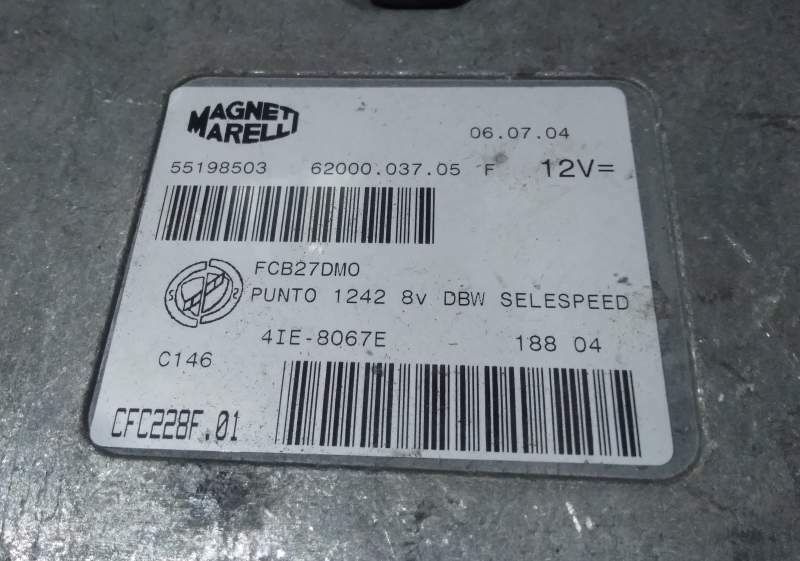 MAGNETI MARELLI
06.07.04
55198503 62000.037.05 F 12V=
FCB27DM0
PUNTO 1242 8v DBW SELESPEED
4IE-8067E 188 04
C146
CFC228F.01